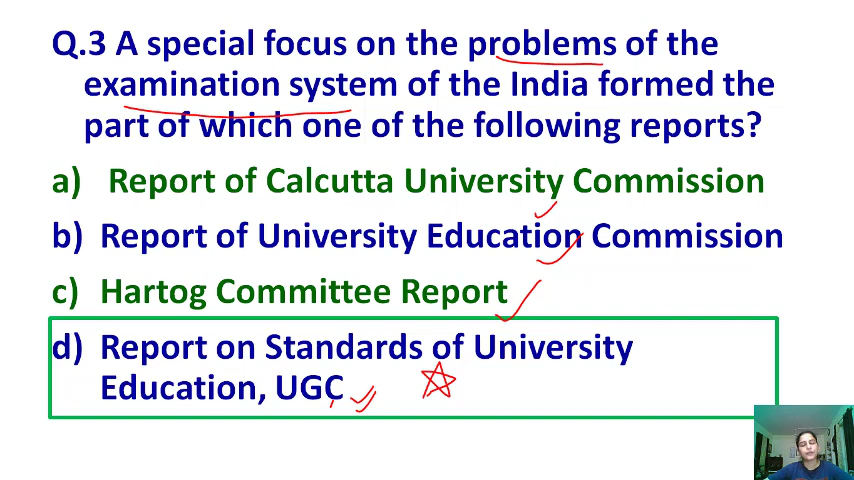 Q.3 A special focus on the problems of the
examination system of the India formed the
part of which one of the following reports?
a) Report of Calcutta University Commission
b) Report of University Education Commission
c) Hartog Committee Report
d) Report on Standards of University
Education, UGC